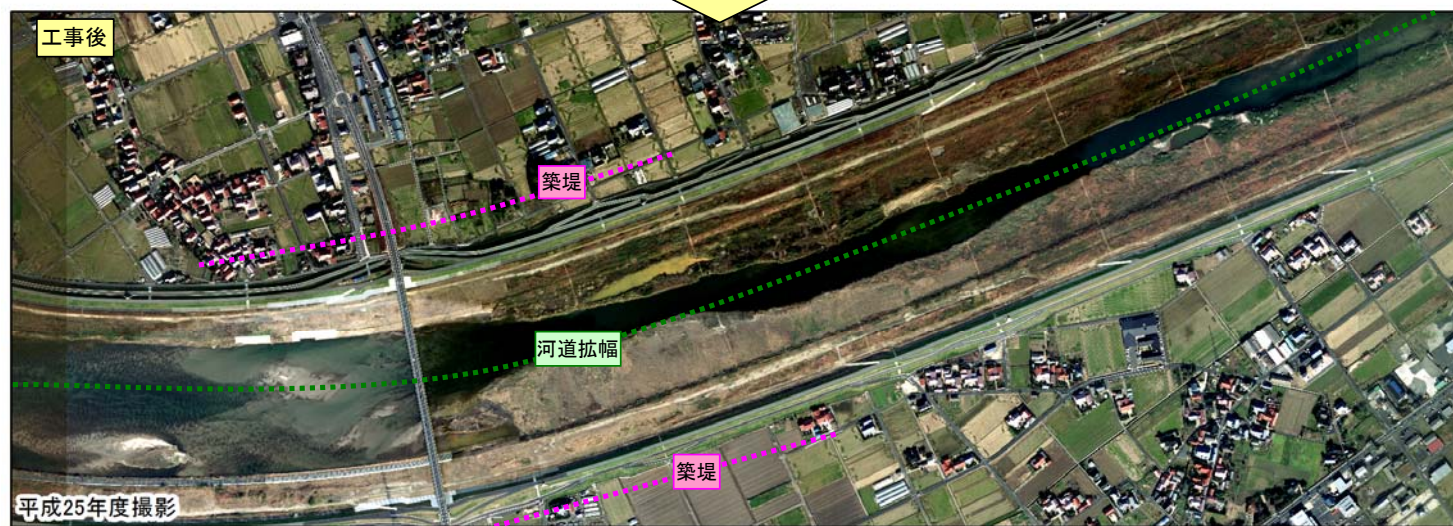 工事後
築堤
河道拡幅
築堤
平成25年度撮影